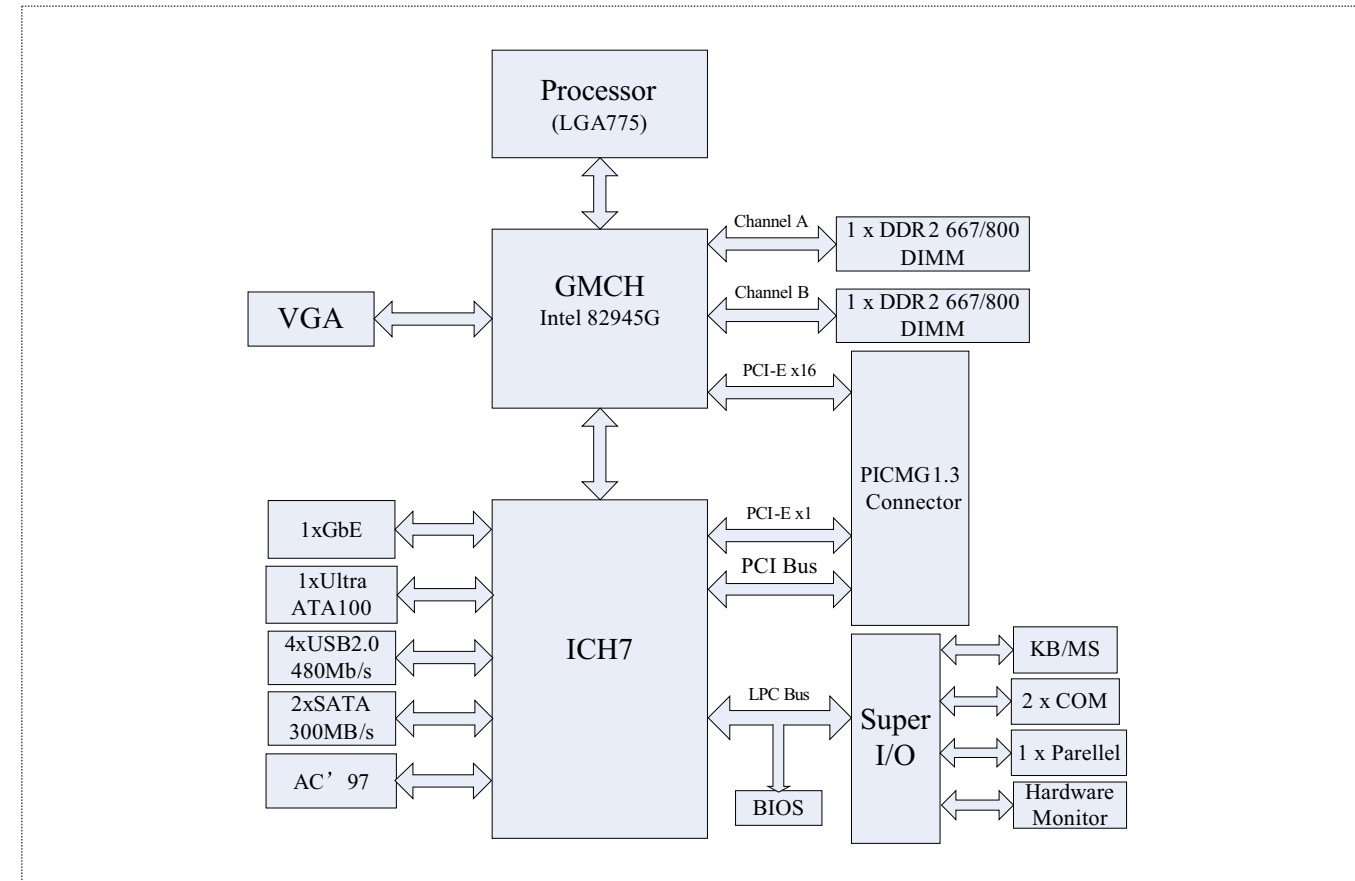 Processor
(LGA775)
GMCH
Intel 82945G
VGA
Channel A
1 x DDR2 667/800
DIMM
Channel B
1 x DDR2 667/800
DIMM
PCI-E x16
PICMG1.3
Connector
PCI-E x1
PCI Bus
ICH7
1xGbE
1xUltra
ATA100
4xUSB2.0
480Mb/s
2xSATA
300MB/s
AC’97
LPC Bus
BIOS
Super
I/O
KB/MS
2 x COM
1 x Parellel
Hardware
Monitor